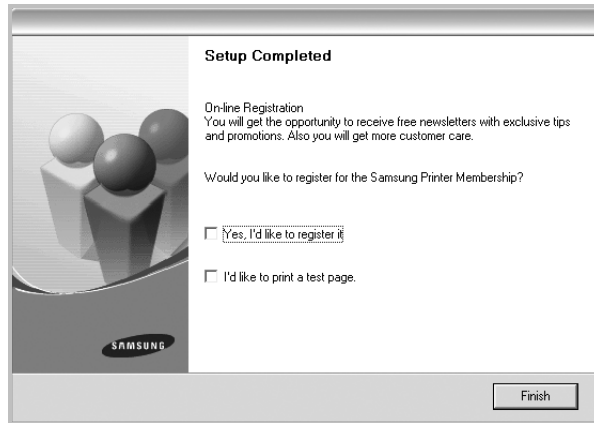 Setup Completed
On-line Registration
You will get the opportunity to receive free newsletters with exclusive tips
and promotions. Also you will get more customer care.
Would you like to register for the Samsung Printer Membership?
Yes, I'd like to register it
I'd like to print a test page.
SAMSUNG
Finish